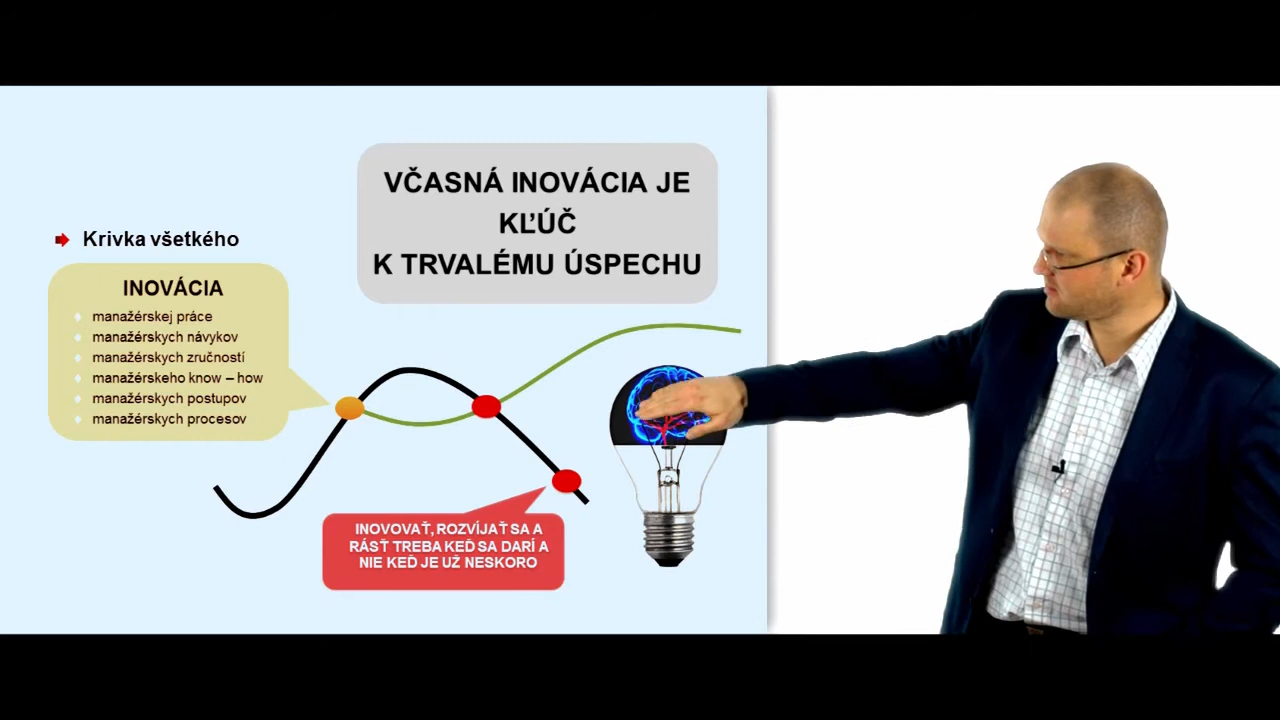 VČASNÁ INOVÁCIA JE
KĽÚČ
K TRVALÉMU ÚSPECHU
Krivka všetkého
INOVÁCIA
manažérskej práce
manažérskych návykov
manažérskych zručností
manažérskeho know – how
manažérskych postupov
manažérskych procesov
INOVOVAŤ, ROZVÍJAŤ SA A
RÁSŤ TREBA KEĎ SA DARÍ A
NIE KEĎ JE UŽ NESKORO